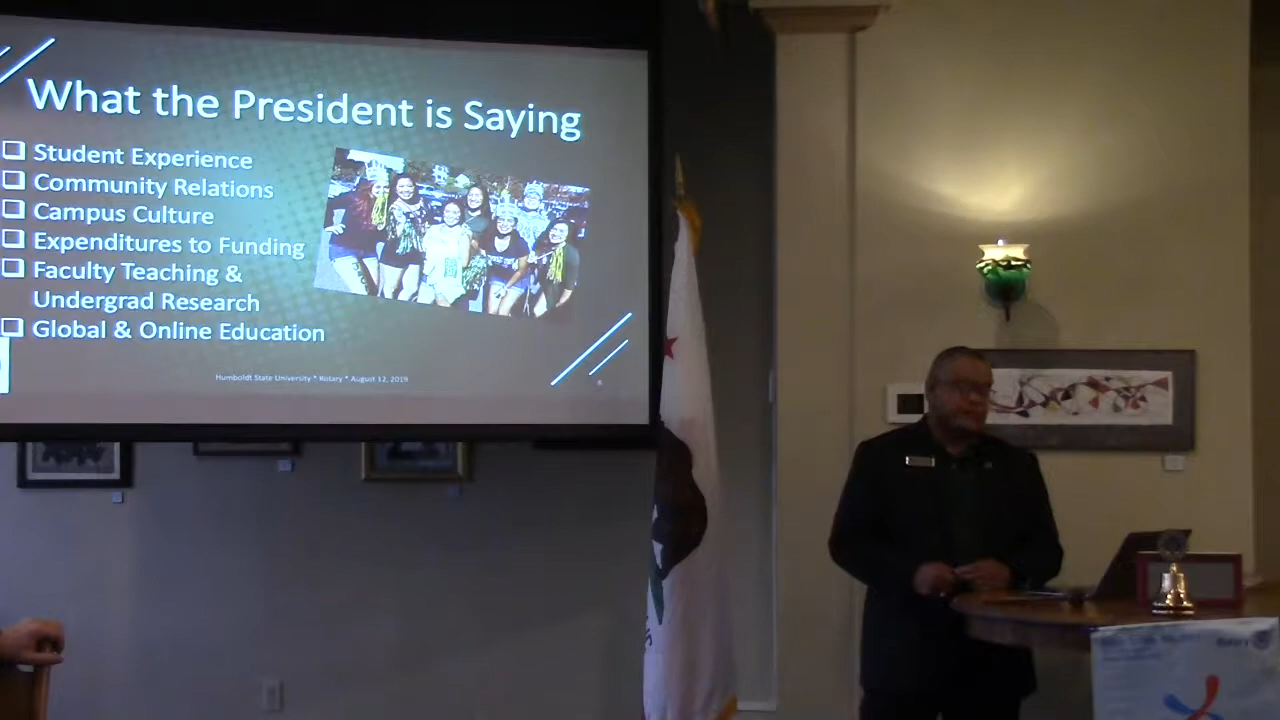 What the President is Saying
Student Experience
Community Relations
Campus Culture
Expenditures to Funding
Faculty Teaching &
Undergrad Research
Global & Online Education
Humboldt State University * Rotary * August 12, 2019
Rotary